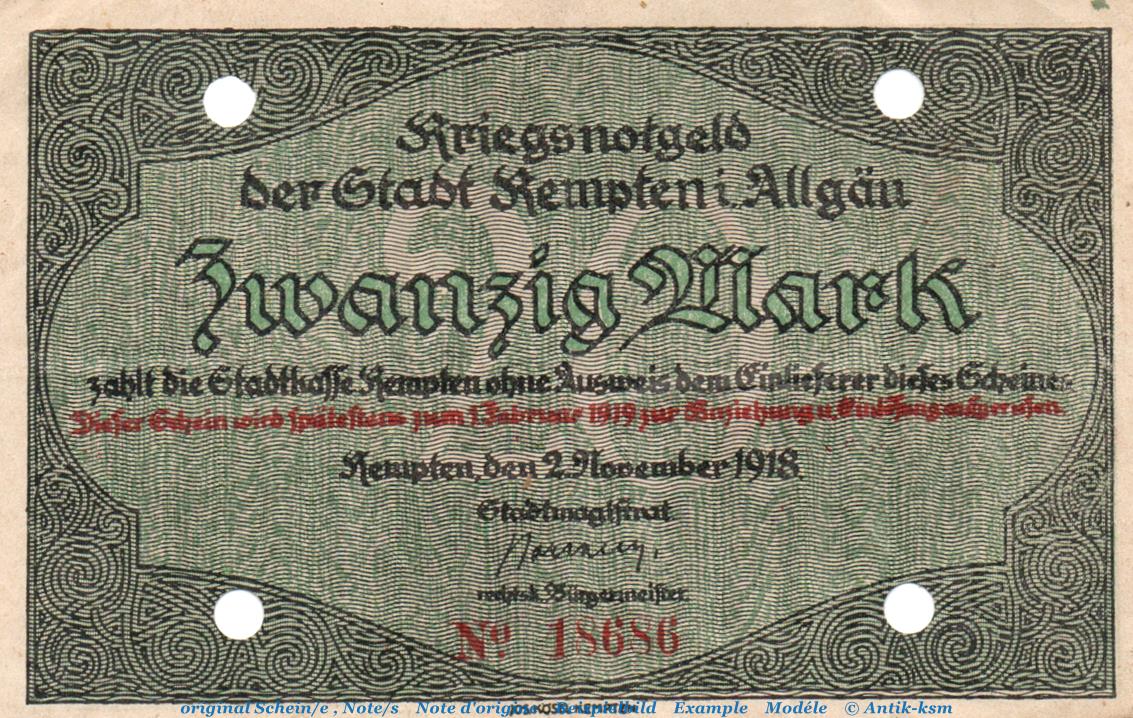 Kriegsnotgeld
der Stadt Kempten i. Allgäu
Zwanzig Mark
zahlt die Stadtkasse Kempten ohne Ausweis dem Einlieferer dieses Scheines
Dieser Schein wird spätestens zum 1. Februar 1919 zur Einziehung u. Einlösung aufgerufen.
Kempten, den 2. November 1918.
Stadtmagistrat.
rechtsk. Bürgermeister.
No 18686
original Schein/e , Note/s Note d'origine Beispielbild Example Modéle © Antik-ksm